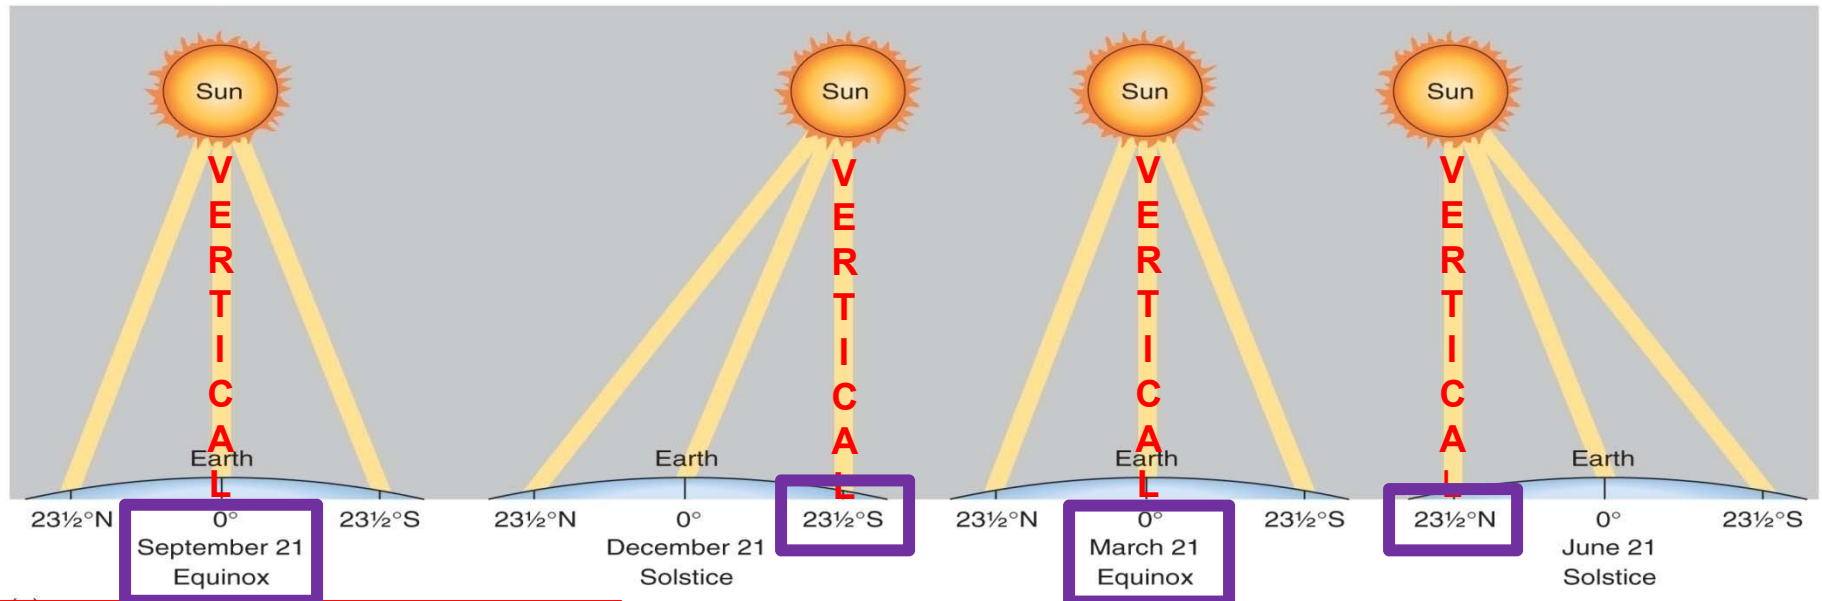 Sun
Sun
Sun
Sun
VERTICAL
VERTICAL
VERTICAL
VERTICAL
Earth
Earth
Earth
Earth
23½°N 0° 23½°S
September 21
Equinox
23½°N 0° 23½°S
December 21
Solstice
23½°N 0° 23½°S
March 21
Equinox
23½°N 0° 23½°S
June 21
Solstice